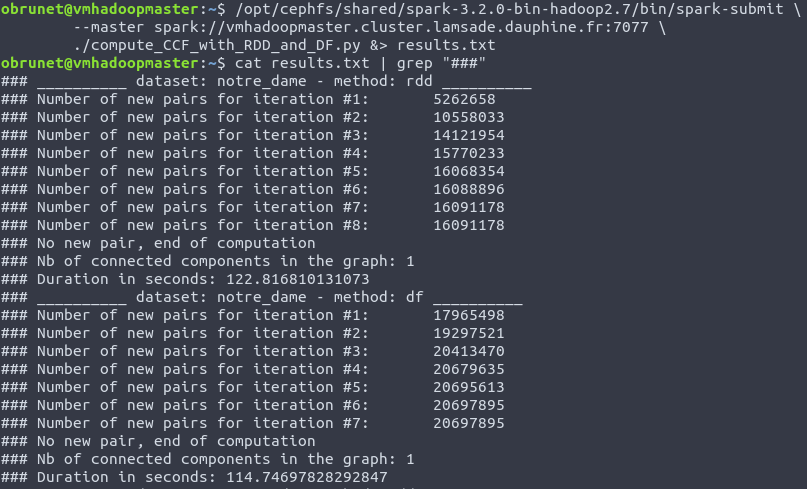 obrunet@vmhadoopmaster:~$ /opt/cephfs/shared/spark-3.2.0-bin-hadoop2.7/bin/spark-submit \
        --master spark://vmhadoopmaster.cluster.lamsade.dauphine.fr:7077 \
        ./compute_CCF_with_RDD_and_DF.py &> results.txt
obrunet@vmhadoopmaster:~$ cat results.txt | grep "###"
### __________ dataset: notre_dame - method: rdd __________
### Number of new pairs for iteration #1:       5262658
### Number of new pairs for iteration #2:       10558033
### Number of new pairs for iteration #3:       14121954
### Number of new pairs for iteration #4:       15770233
### Number of new pairs for iteration #5:       16068354
### Number of new pairs for iteration #6:       16088896
### Number of new pairs for iteration #7:       16091178
### Number of new pairs for iteration #8:       16091178
### No new pair, end of computation
### Nb of connected components in the graph: 1
### Duration in seconds: 122.816810131073
### __________ dataset: notre_dame - method: df __________
### Number of new pairs for iteration #1:       17965498
### Number of new pairs for iteration #2:       19297521
### Number of new pairs for iteration #3:       20413470
### Number of new pairs for iteration #4:       20679635
### Number of new pairs for iteration #5:       20695613
### Number of new pairs for iteration #6:       20697895
### Number of new pairs for iteration #7:       20697895
### No new pair, end of computation
### Nb of connected components in the graph: 1
### Duration in seconds: 114.74697828292847